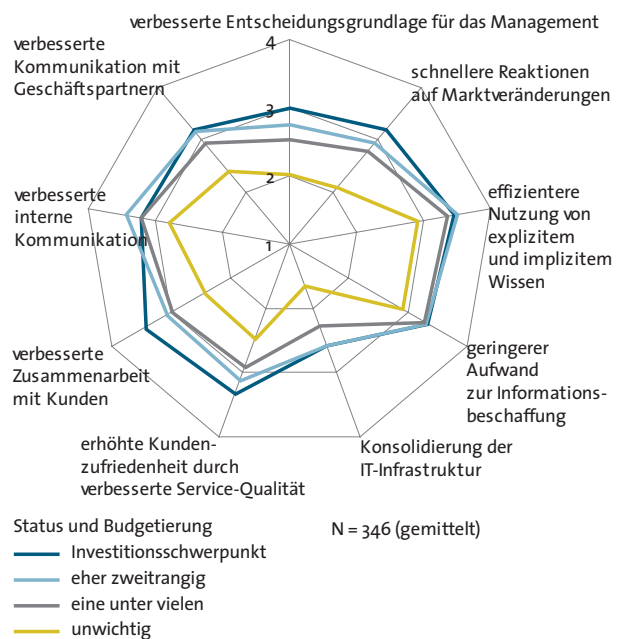 verbesserte Entscheidungsgrundlage für das Management
4
verbesserte
Kommunikation mit
Geschäftspartnern
schnellere Reaktionen
auf Marktveränderungen
3
2
verbesserte
interne
Kommunikation
effizientere
Nutzung von
explizitem
und implizitem
Wissen
1
verbesserte
Zusammenarbeit
mit Kunden
geringerer
Aufwand
zur Informations-
beschaffung
erhöhte Kunden-
zufriedenheit durch
verbesserte Service-Qualität
Konsolidierung der
IT-Infrastruktur
Status und Budgetierung
N = 346 (gemittelt)
Investitionsschwerpunkt
eher zweitrangig
eine unter vielen
unwichtig